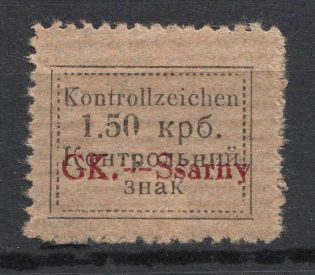 Kontrollzeichen
1.50 крб.
Контрольний
GK.--Ssarny
знак